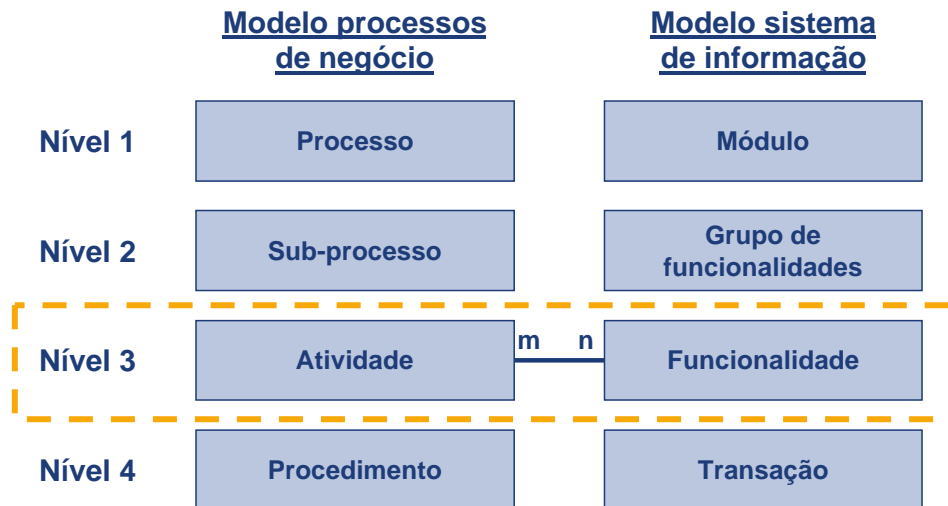 Modelo processos
de negócio
Modelo sistema
de informação
Nível 1
Processo
Módulo
Nível 2
Sub-processo
Grupo de
funcionalidades
Nível 3
Atividade
m
n
Funcionalidade
Nível 4
Procedimento
Transação